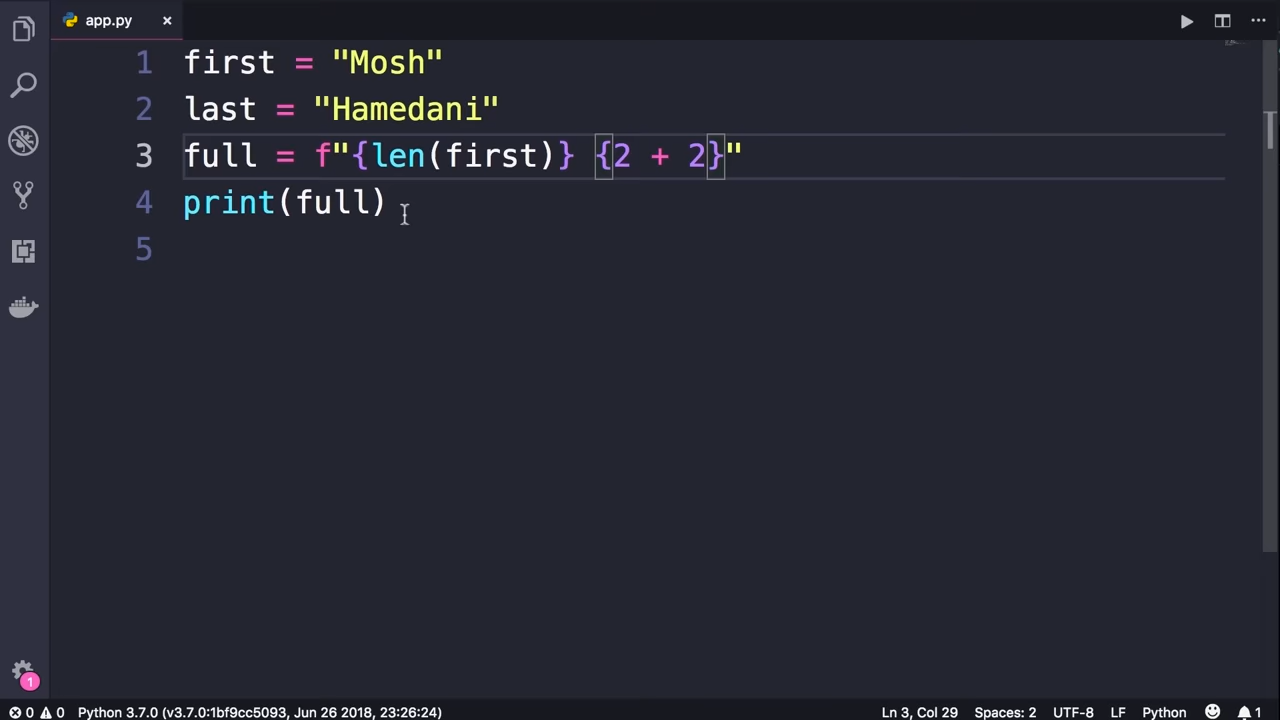 app.py
1 first = "Mosh"
2 last = "Hamedani"
3 full = f"{len(first)} {2 + 2}"
4 print(full)
5
1
0 0 Python 3.7.0 (v3.7.0:1bf9cc5093, Jun 26 2018, 23:26:24) Ln 3, Col 29 Spaces: 2 UTF-8 LF Python 1